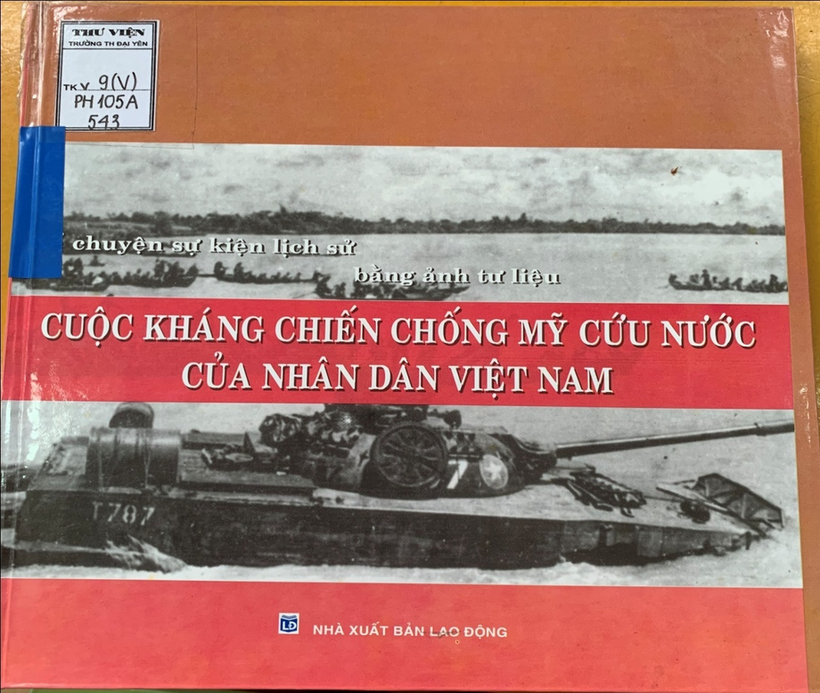 THƯ VIỆN
TRƯỜNG TH ĐẠI YÊN
TKV 9(V)
PH 105A
543
chuyện sự kiện lịch sử
bằng ảnh tư liệu
CUỘC KHÁNG CHIẾN CHỐNG MỸ CỨU NƯỚC
CỦA NHÂN DÂN VIỆT NAM
7
T787
LĐ NHÀ XUẤT BẢN LAO ĐỘNG